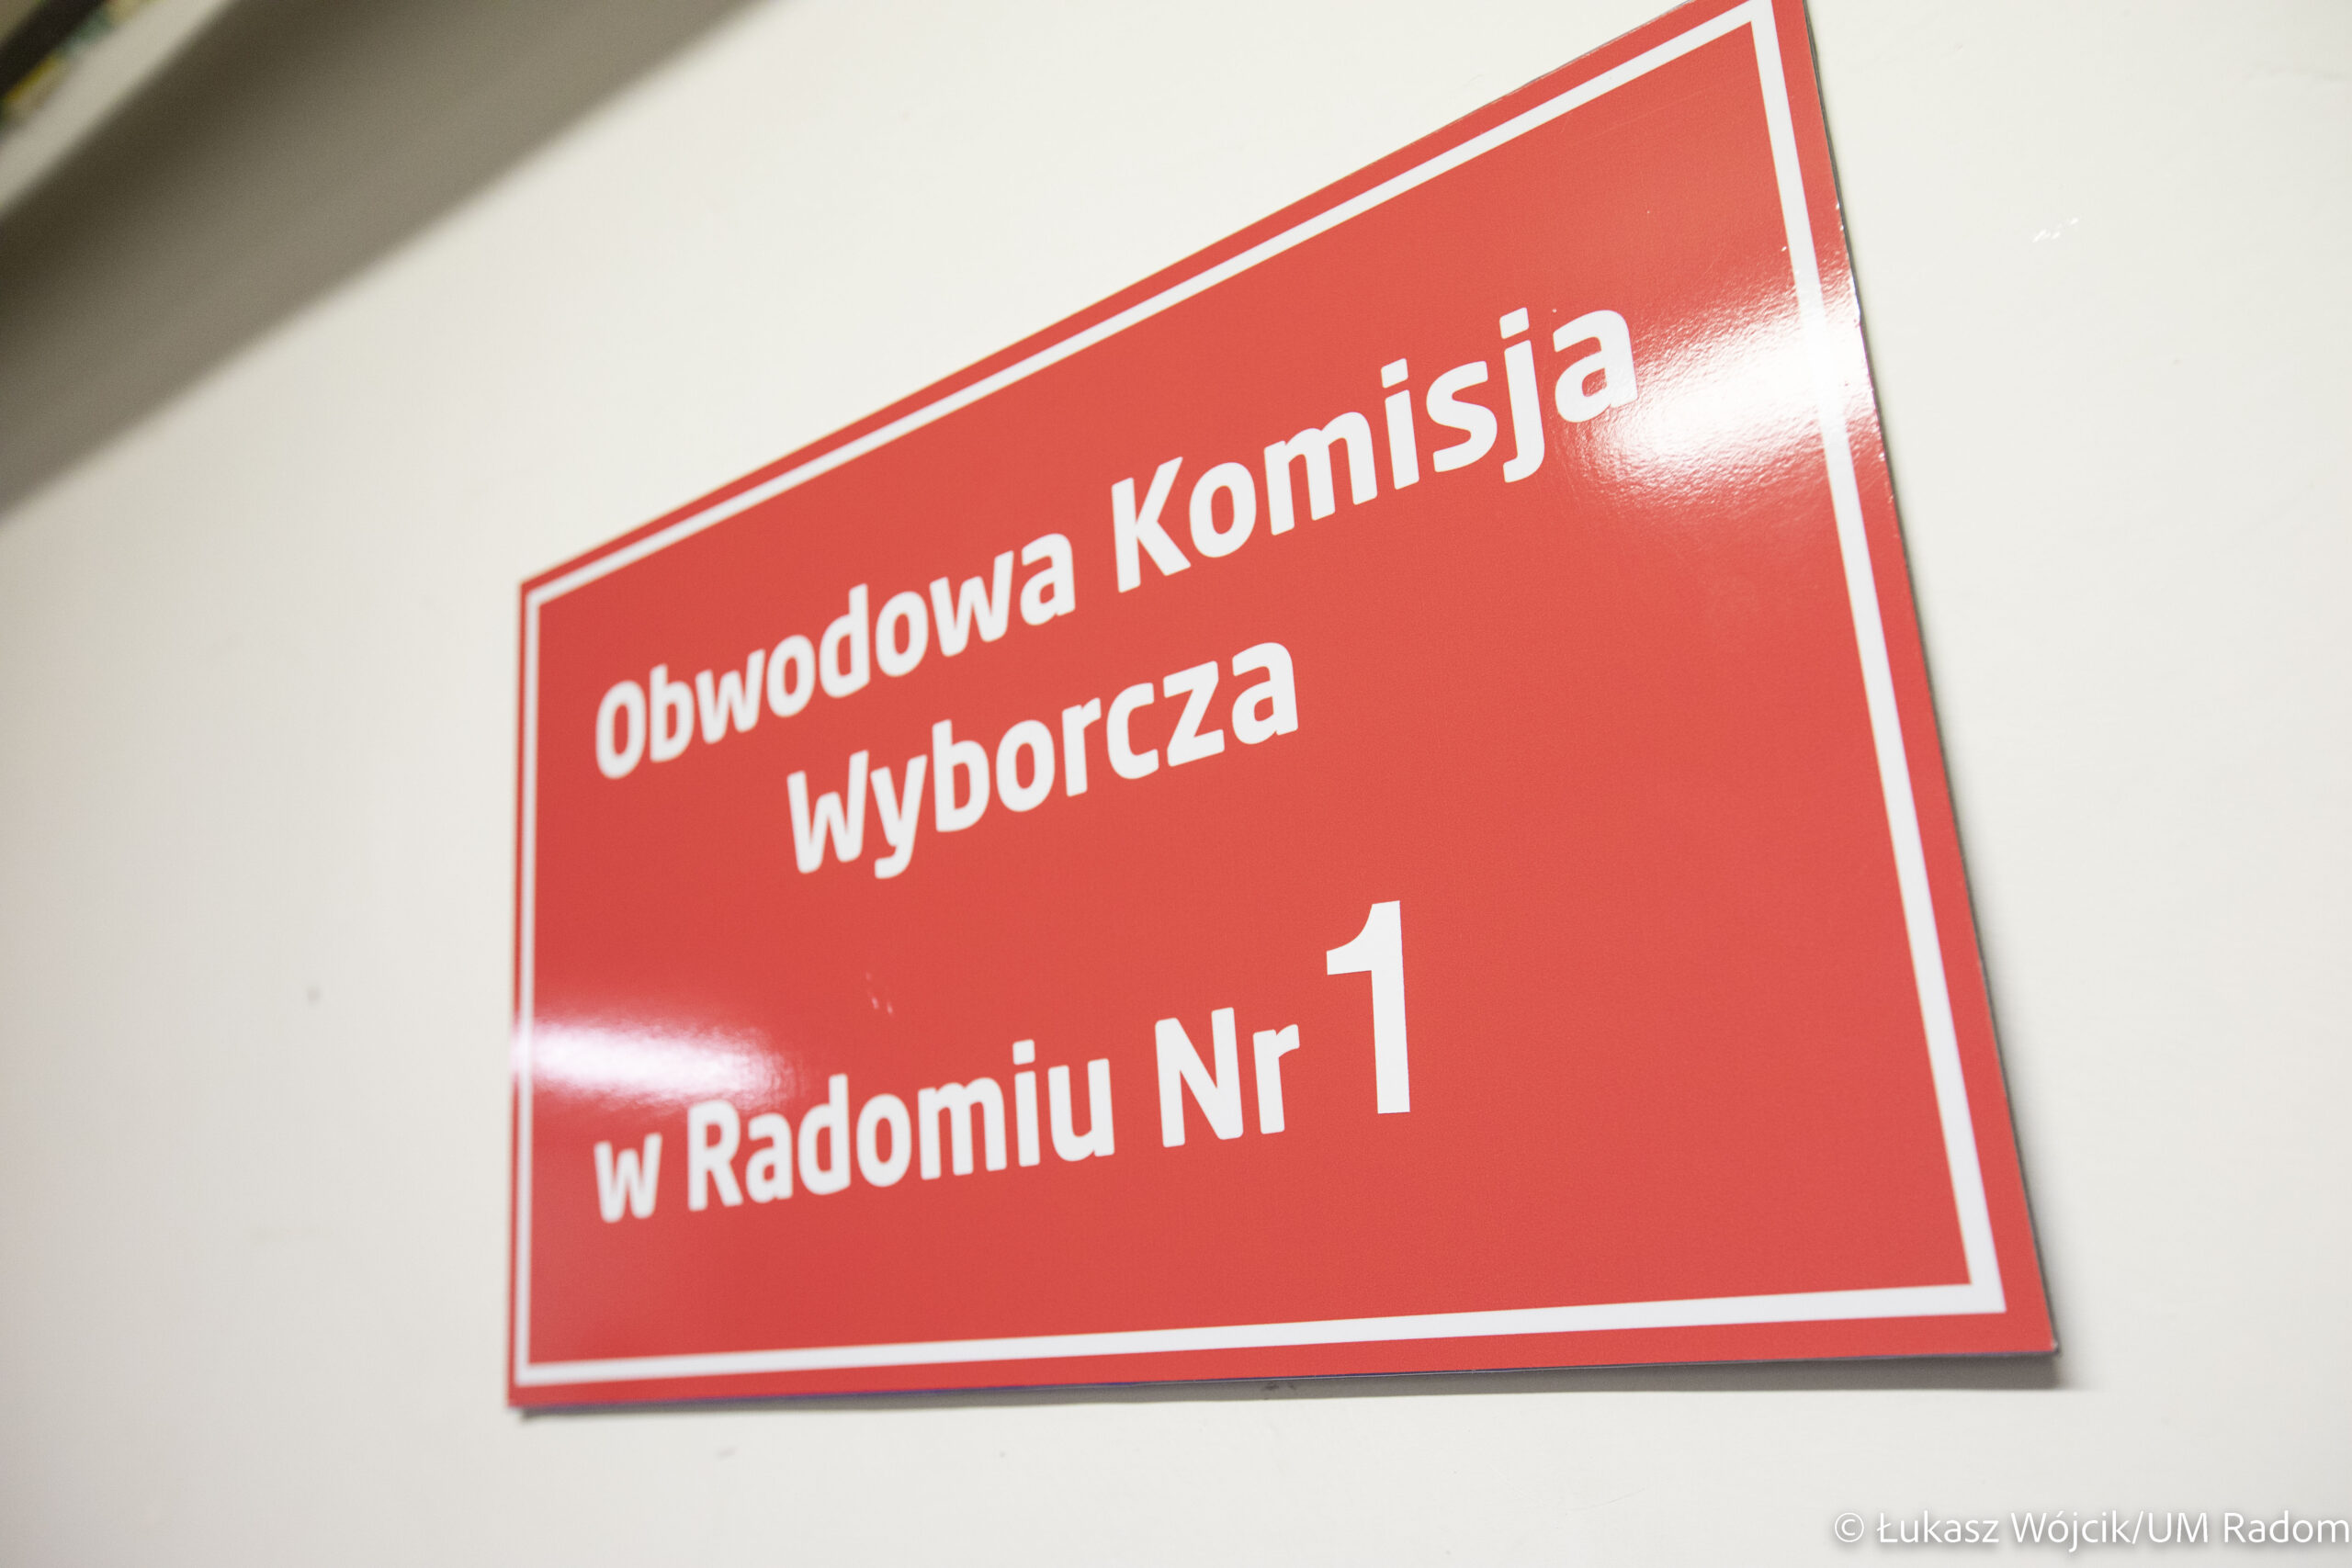 Obwodowa Komisja
Wyborcza
w Radomiu Nr 1
© Łukasz Wójcik/UM Radom